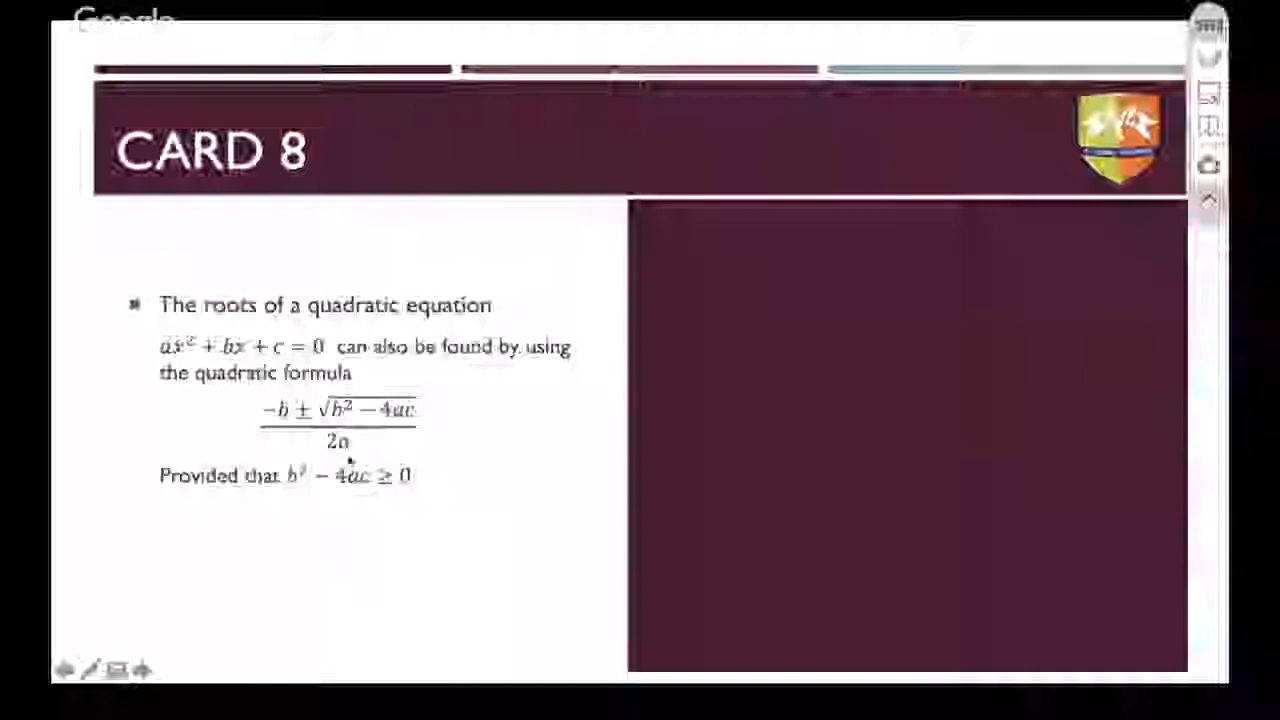 Google
CARD 8
The roots of a quadratic equation
ax² + bx + c = 0 can also be found by using
the quadratic formula
−b ± √b² − 4ac
2a
Provided that b² − 4ac ≥ 0